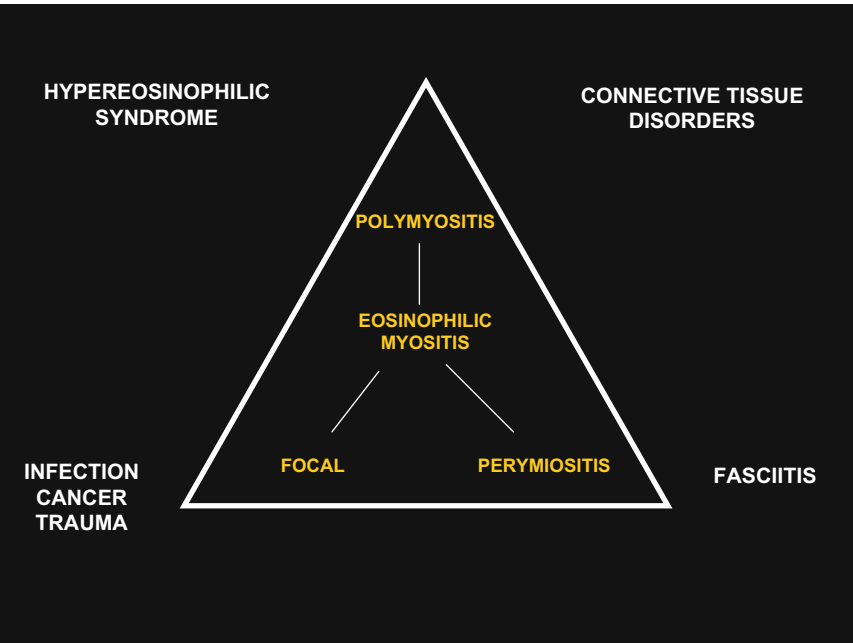 HYPEREOSINOPHILIC
SYNDROME
CONNECTIVE TISSUE
DISORDERS
POLYMYOSITIS
EOSINOPHILIC
MYOSITIS
FOCAL
PERYMIOSITIS
INFECTION
CANCER
TRAUMA
FASCIITIS